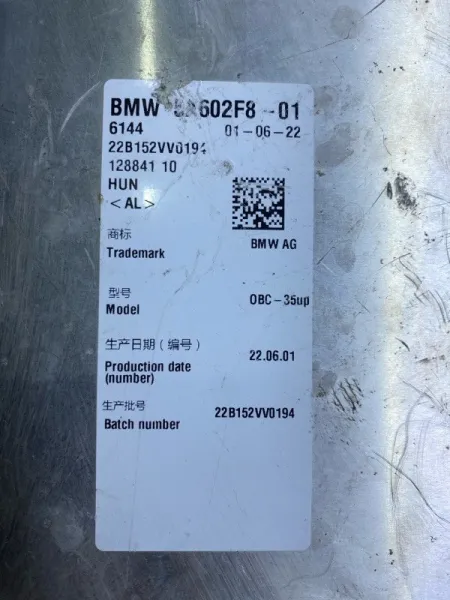 BMW 5A602F8-01
6144 01-06-22
22B152VV0194
128841 10
HUN
<AL>
商标
Trademark BMW AG
型号
Model OBC-35up
生产日期(编号)
Production date 22.06.01
(number)
生产批号
Batch number 22B152VV0194